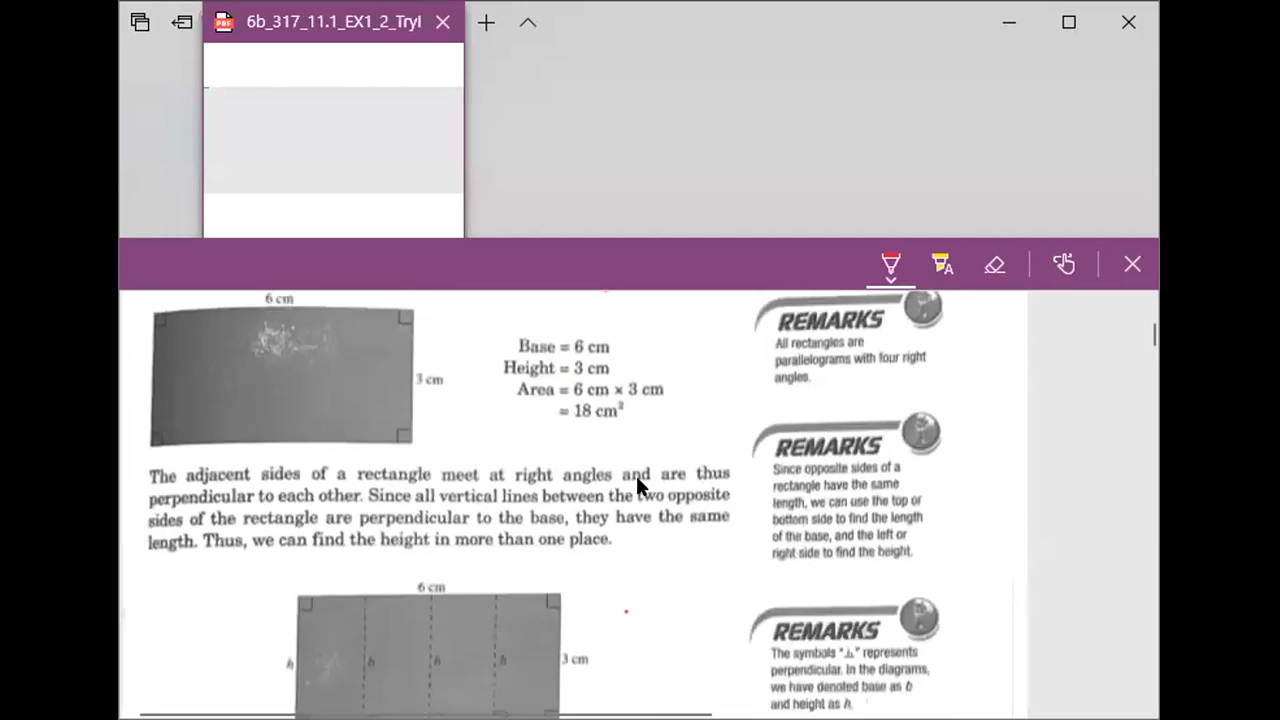 6b_317_11.1_EX1_2_TryI
6 cm
3 cm
Base = 6 cm
Height = 3 cm
Area = 6 cm × 3 cm
= 18 cm²
The adjacent sides of a rectangle meet at right angles and are thus
perpendicular to each other. Since all vertical lines between the two opposite
sides of the rectangle are perpendicular to the base, they have the same
length. Thus, we can find the height in more than one place.
6 cm
h
h
h
h
3 cm
REMARKS
All rectangles are
parallelograms with four right
angles.
REMARKS
Since opposite sides of a
rectangle have the same
length, we can use the top or
bottom side to find the length
of the base, and the left or
right side to find the height.
REMARKS
The symbols "⊥" represents
perpendicular. In the diagrams,
we have denoted base as b
and height as h.